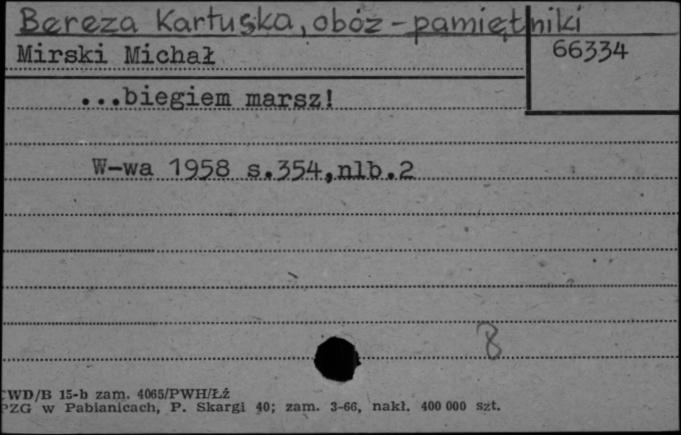 Bereza Kartuska, obóz - pamiętniki
Mirski Michał
66334
...biegiem marsz!
W-wa 1958 s.354,nlb.2
8
WD/B 15-b zam. 4065/PWH/Łż
PZG w Pabianicach, P. Skargi 40; zam. 3-66, nakł. 400 000 szt.